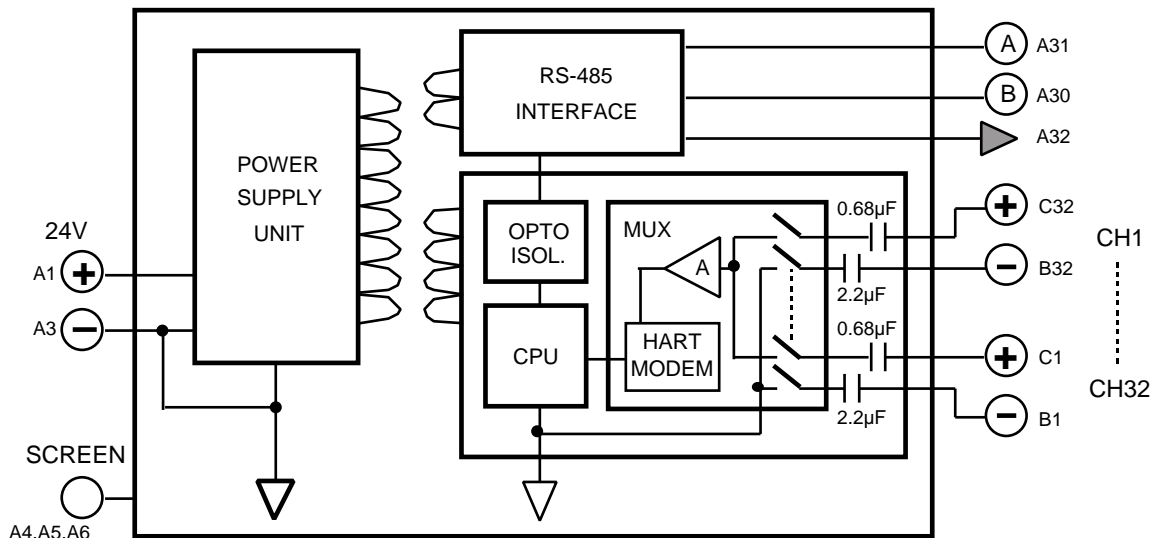 A A31
RS-485
INTERFACE
B A30
A32
POWER
SUPPLY
UNIT
24V
A1 +
A3 −
SCREEN
A4,A5,A6
OPTO
ISOL.
CPU
MUX
A
HART
MODEM
0.68µF
+ C32
− B32
2.2µF
0.68µF
+ C1
− B1
2.2µF
CH1
CH32